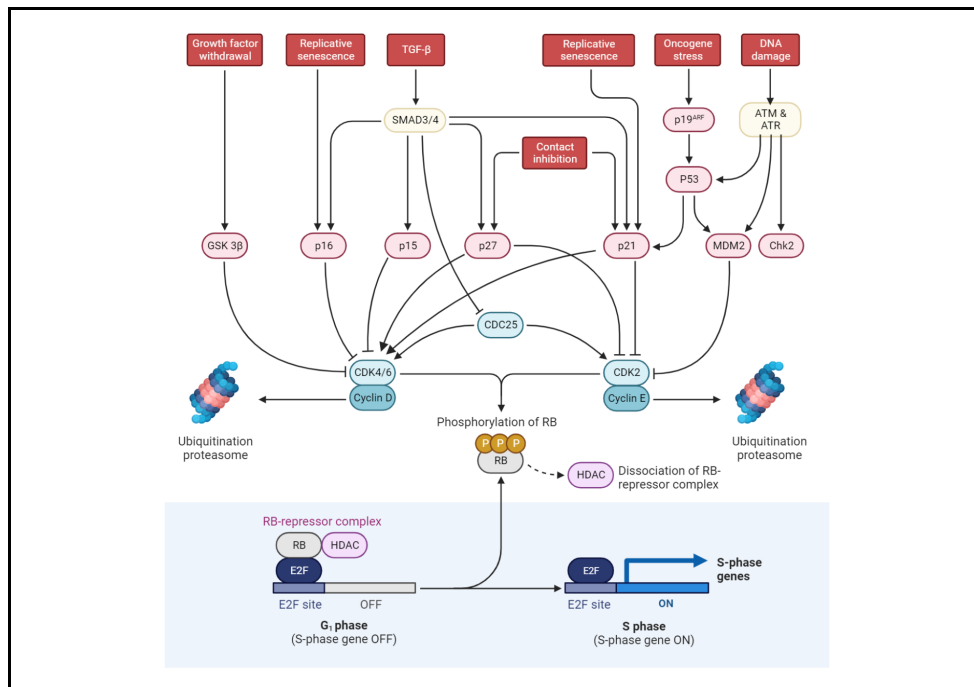 Growth factor
withdrawal
Replicative
senescence
TGF-β
Replicative
senescence
Oncogene
stress
DNA
damage
SMAD3/4
p19ARF
ATM &
ATR
Contact
inhibition
P53
GSK 3β
p16
p15
p27
p21
MDM2
Chk2
CDC25
CDK4/6
Cyclin D
CDK2
Cyclin E
Ubiquitination
proteasome
Phosphorylation of RB
Ubiquitination
proteasome
P P P
RB
HDAC
Dissociation of RB-
repressor complex
RB-repressor complex
RB
HDAC
E2F
E2F site
OFF
G₁ phase
(S-phase gene OFF)
E2F
S-phase
genes
E2F site
ON
S phase
(S-phase gene ON)